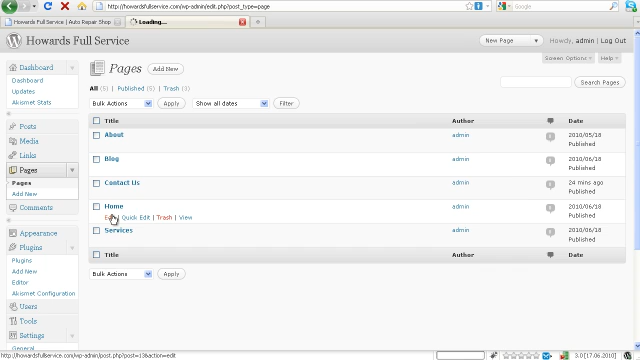 http://howardsfullservice.com/wp-admin/edit.php?post_type=page
Google
Howards Full Service | Auto Repair Shop
Loading...
Howards Full Service
New Page
Howdy, admin | Log Out
Screen Options
Help
Dashboard
Dashboard
Updates
Akismet Stats
Posts
Media
Links
Pages
Pages
Add New
Comments
Appearance
Plugins
Plugins
Add New
Editor
Akismet Configuration
Users
Tools
Settings
General
Pages
Add New
All (5) | Published (5) | Trash (3)
Search Pages
Bulk Actions
Apply
Show all dates
Filter
Title Author Date
About admin 2010/05/18
Published
Blog admin 2010/06/18
Published
Contact Us admin 24 mins ago
Published
Home admin 2010/06/18
Published
Edit | Quick Edit | Trash | View
Services admin 2010/06/18
Published
Title Author Date
Bulk Actions
Apply
http://howardsfullservice.com/wp-admin/post.php?post=13&action=edit
3.0 [17.06.2010]